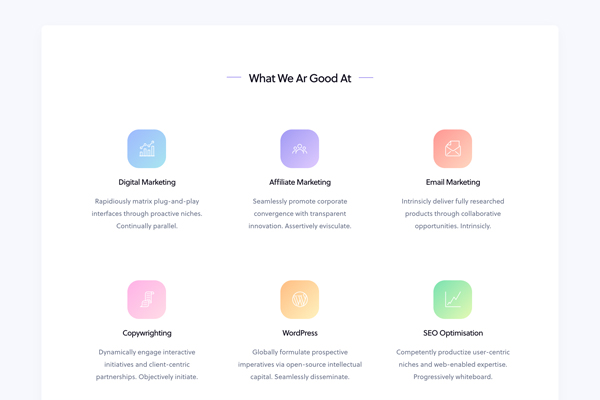 What We Ar Good At
Digital Marketing
Rapidiously matrix plug-and-play
interfaces through proactive niches.
Continually parallel.
Affiliate Marketing
Seamlessly promote corporate
convergence with transparent
innovation. Assertively evisculate.
Email Marketing
Intrinsicly deliver fully researched
products through collaborative
opportunities. Intrinsicly.
Copywrighting
Dynamically engage interactive
initiatives and client-centric
partnerships. Objectively initiate.
WordPress
Globally formulate prospective
imperatives via open-source intellectual
capital. Seamlessly disseminate.
SEO Optimisation
Competently productize user-centric
niches and web-enabled expertise.
Progressively whiteboard.